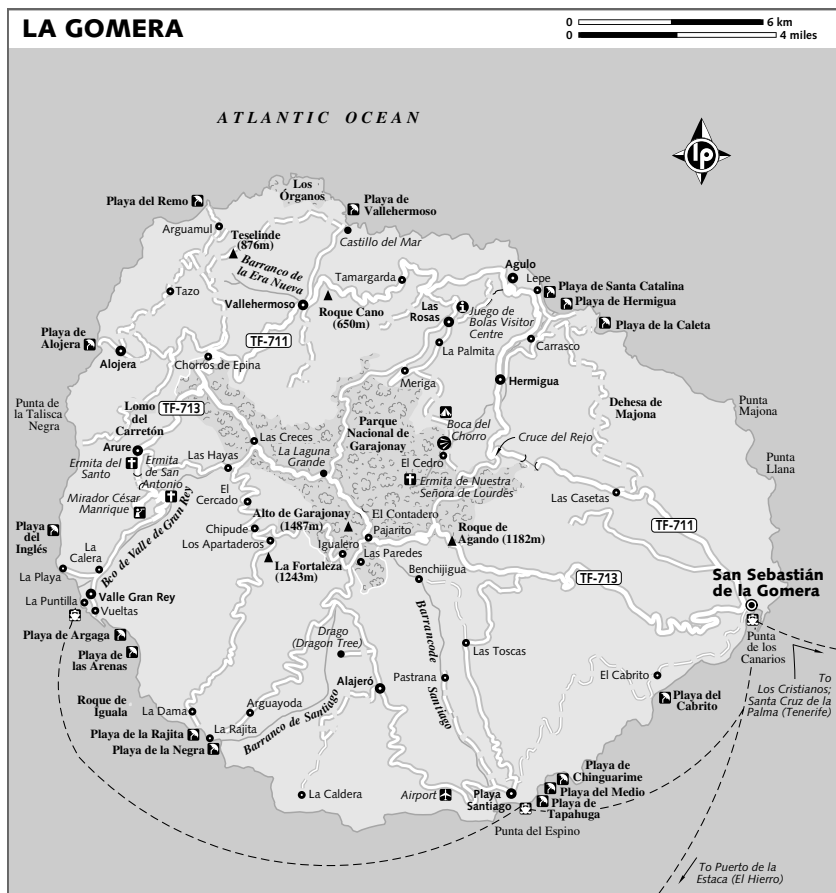 LA GOMERA
0 6 km
0 4 miles
ATLANTIC OCEAN
lp
Los
Órganos
Playa del Remo
Playa de
Vallehermoso
Arguamul
Teselinde
(876m)
Castillo del Mar
Barranco de
la Era Nueva
Tamargarda
Agulo
Lepe
Playa de Santa Catalina
Playa de Hermigua
Playa de la Caleta
Tazo
Vallehermoso
Roque Cano
(650m)
Las
Rosas
Juego de
Bolas Visitor
Centre
Playa de
Alojera
Alojera
TF-711
La Palmita
Carrasco
Chorros de Epina
Meriga
Hermigua
Punta de
la Talisca
Negra
Lomo
del
Carretón
TF-713
Parque
Nacional de
Garajonay
Boca del
Chorro
Dehesa de
Majona
Punta
Majona
Arure
Las Creces
La Laguna
Grande
Cruce del Rejo
Punta
Llana
Ermita del
Santo
Ermita
de San
Antonio
Las Hayas
El Cedro
Ermita de Nuestra
Señora de Lourdes
Mirador César
Manrique
El
Cercado
Las Casetas
Alto de Garajonay
(1487m)
El Contadero
Playa
del
Inglés
Bco de Valle de Gran Rey
Chipude
Pajarito
Roque de
Agando (1182m)
TF-711
La
Calera
Los Apartaderos
Igualero
Las Paredes
La Playa
La Fortaleza
(1243m)
Benchijigua
TF-713
San Sebastián
de la Gomera
La Puntilla
Valle Gran Rey
Vueltas
Playa de Argaga
Playa de
las Arenas
Drago
(Dragon Tree)
Barrancode
Santiago
Las Toscas
Punta
de los
Canarios
To
Los Cristianos;
Santa Cruz de la
Palma (Tenerife)
El Cabrito
Alajeró
Pastrana
Roque de
Iguala
La Dama
Arguayoda
Barranco de Santiago
Playa del
Cabrito
La Rajita
Playa de la Rajita
Playa de la Negra
Playa de
Chinguarime
La Caldera
Airport
Playa
Santiago
Playa del Medio
Playa de
Tapahuga
Punta del Espino
To Puerto de la
Estaca (El Hierro)